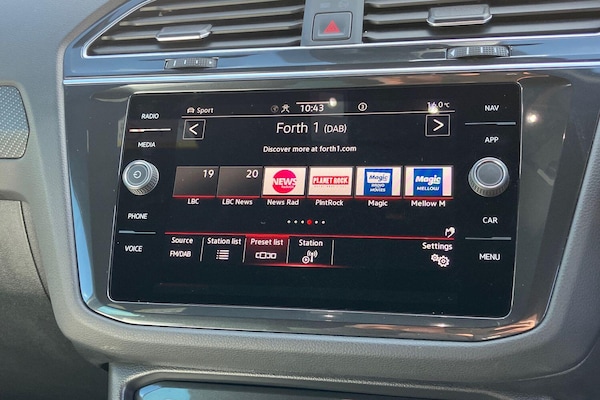 RADIO
MEDIA
PHONE
VOICE
Sport
10:43
16.0°C
Forth 1 (DAB)
Discover more at forth1.com
19
20
NEWS
PLANET ROCK
Magic
Magic
MELLOW
LBC
LBC News
News Rad
PlntRock
Magic
Mellow M
Source
FM/DAB
Station list
Preset list
Station
Settings
NAV
APP
CAR
MENU